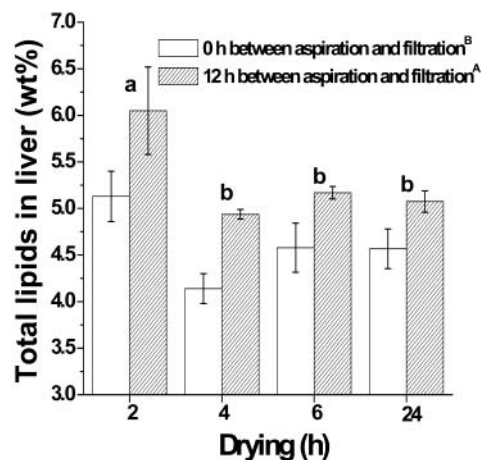 Total lipids in liver (wt%)
7.0
6.5
6.0
5.5
5.0
4.5
4.0
3.5
3.0
0 h between aspiration and filtration^B
12 h between aspiration and filtration^A
a
b
b
b
2
4
6
24
Drying (h)